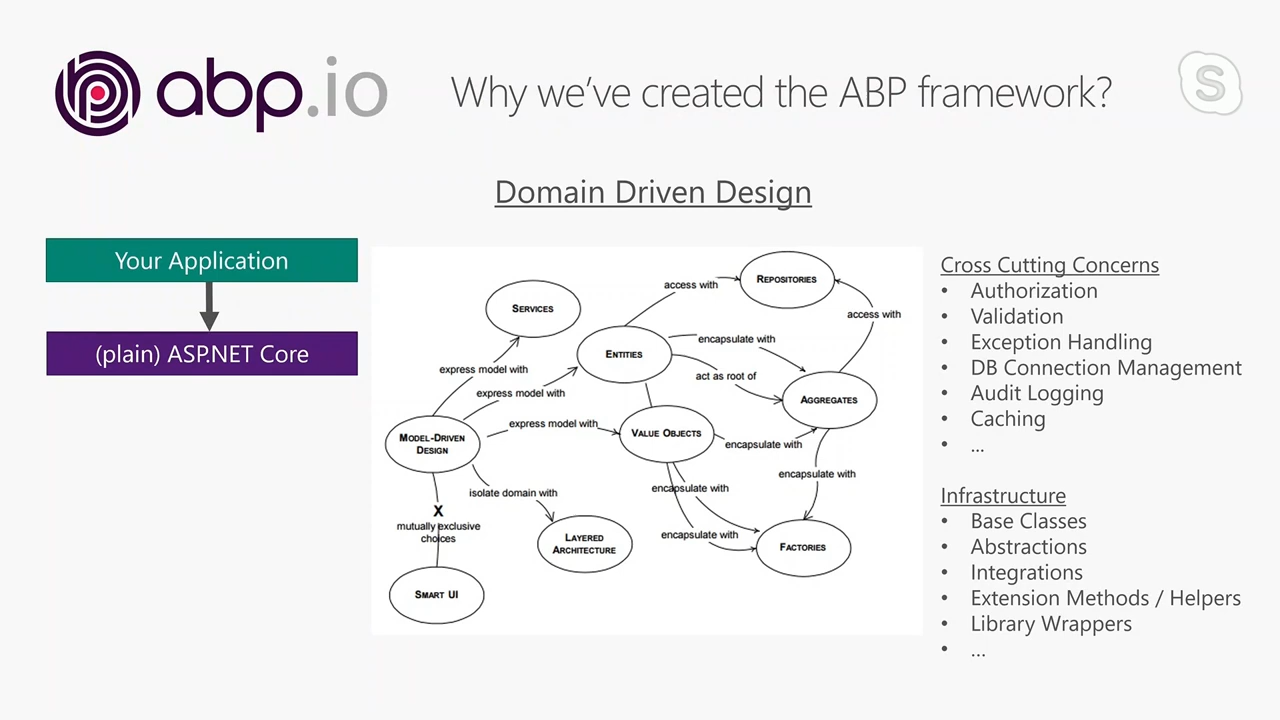 abp.io
Why we've created the ABP framework?
S
Domain Driven Design
Your Application
(plain) ASP.NET Core
REPOSITORIES
access with
SERVICES
access with
ENTITIES
encapsulate with
express model with
act as root of
express model with
AGGREGATES
express model with
VALUE OBJECTS
MODEL-DRIVEN
DESIGN
encapsulate with
encapsulate with
isolate domain with
encapsulate with
X
mutually exclusive
choices
encapsulate with
LAYERED
ARCHITECTURE
FACTORIES
SMART UI
Cross Cutting Concerns
• Authorization
• Validation
• Exception Handling
• DB Connection Management
• Audit Logging
• Caching
• ...
Infrastructure
• Base Classes
• Abstractions
• Integrations
• Extension Methods / Helpers
• Library Wrappers
• ...